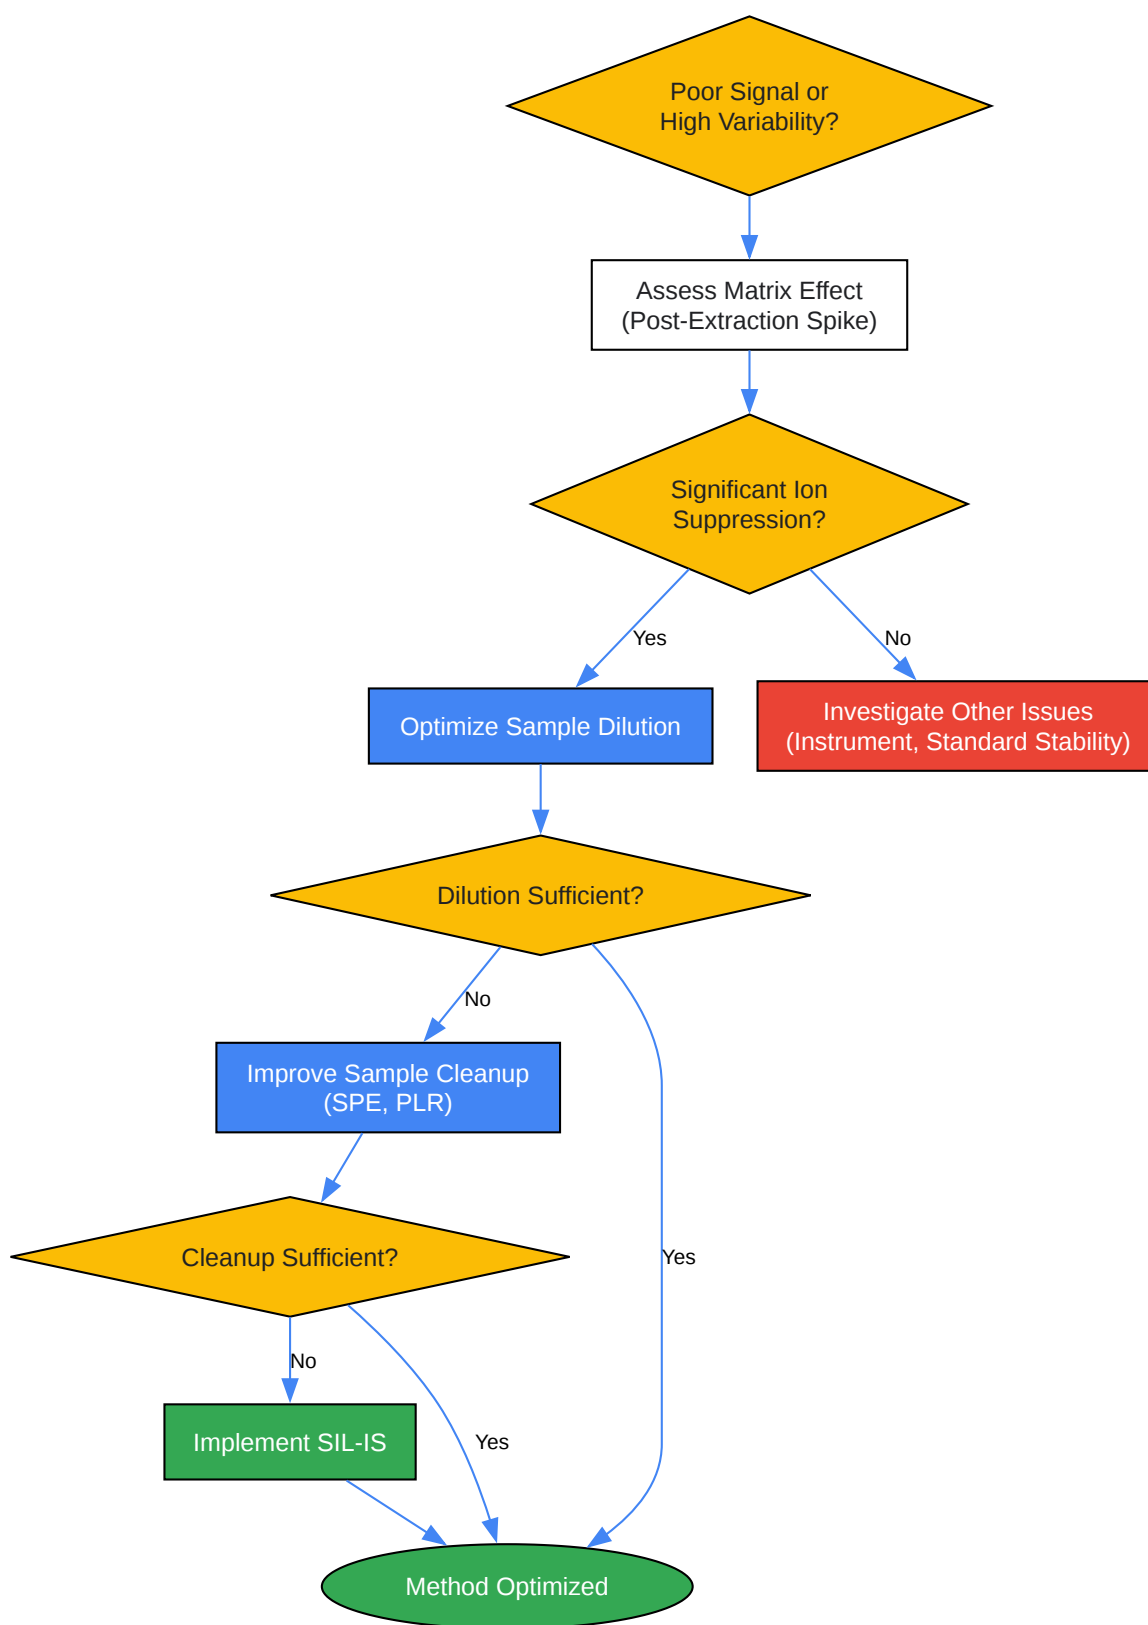 Poor Signal or
High Variability?
Assess Matrix Effect
(Post-Extraction Spike)
Significant Ion
Suppression?
Yes
No
Optimize Sample Dilution
Investigate Other Issues
(Instrument, Standard Stability)
Dilution Sufficient?
No
Improve Sample Cleanup
(SPE, PLR)
Cleanup Sufficient?
Yes
No
Implement SIL-IS
Yes
Method Optimized